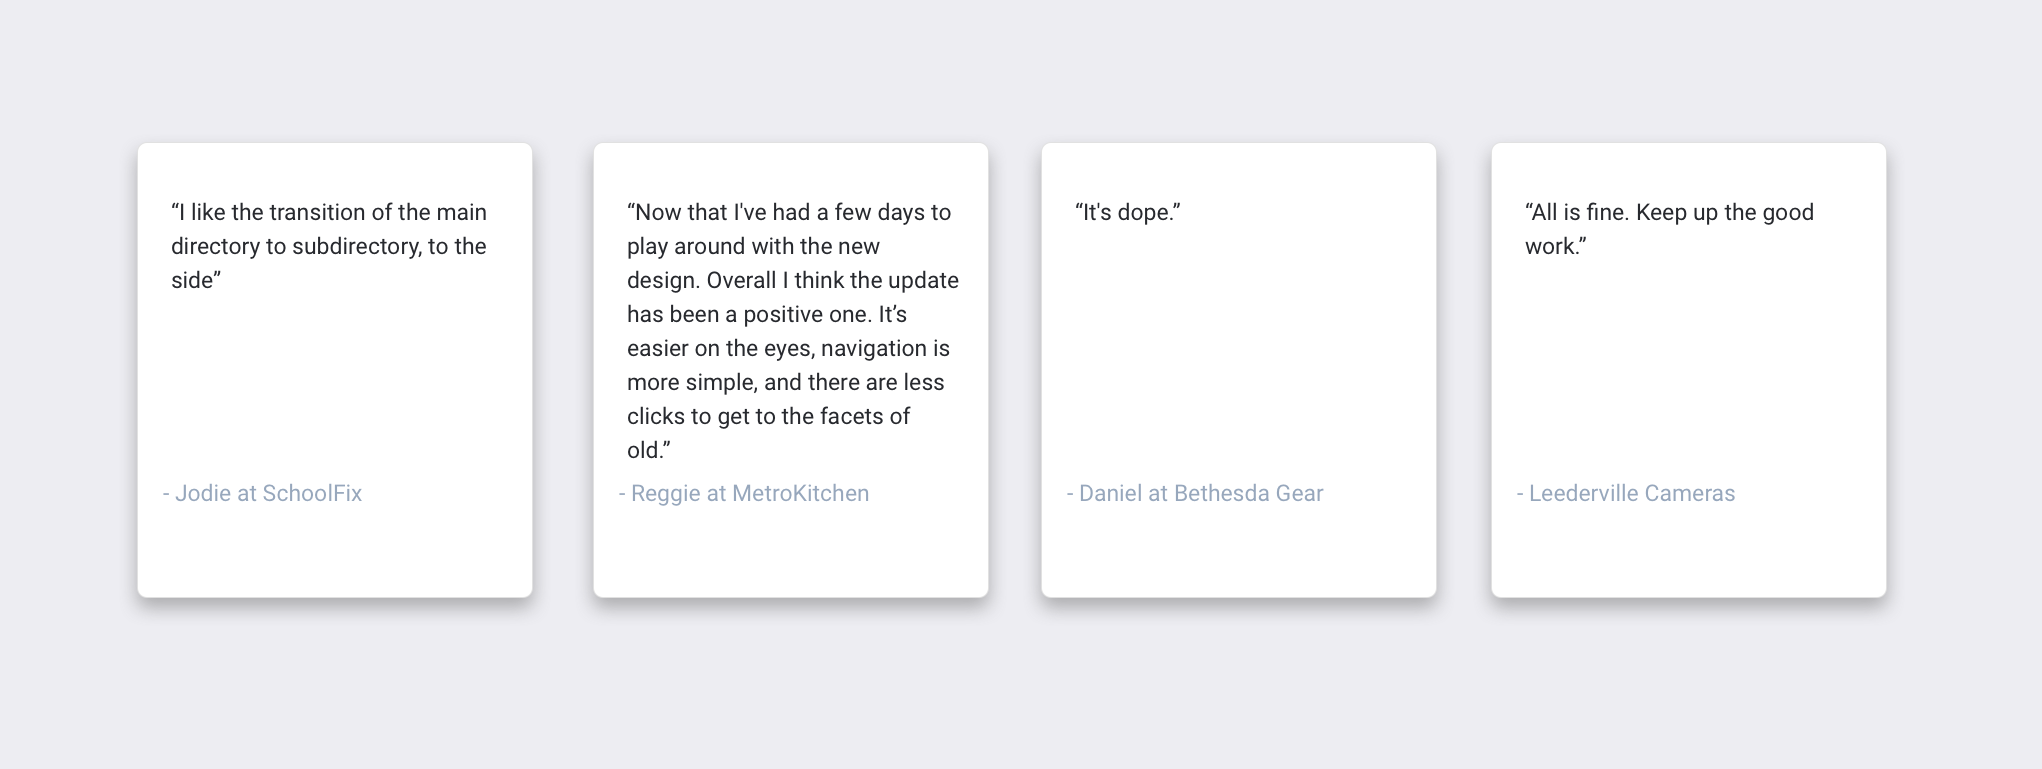 “I like the transition of the main
directory to subdirectory, to the
side”
- Jodie at SchoolFix
“Now that I've had a few days to
play around with the new
design. Overall I think the update
has been a positive one. It’s
easier on the eyes, navigation is
more simple, and there are less
clicks to get to the facets of
old.”
- Reggie at MetroKitchen
“It's dope.”
- Daniel at Bethesda Gear
“All is fine. Keep up the good
work.”
- Leederville Cameras